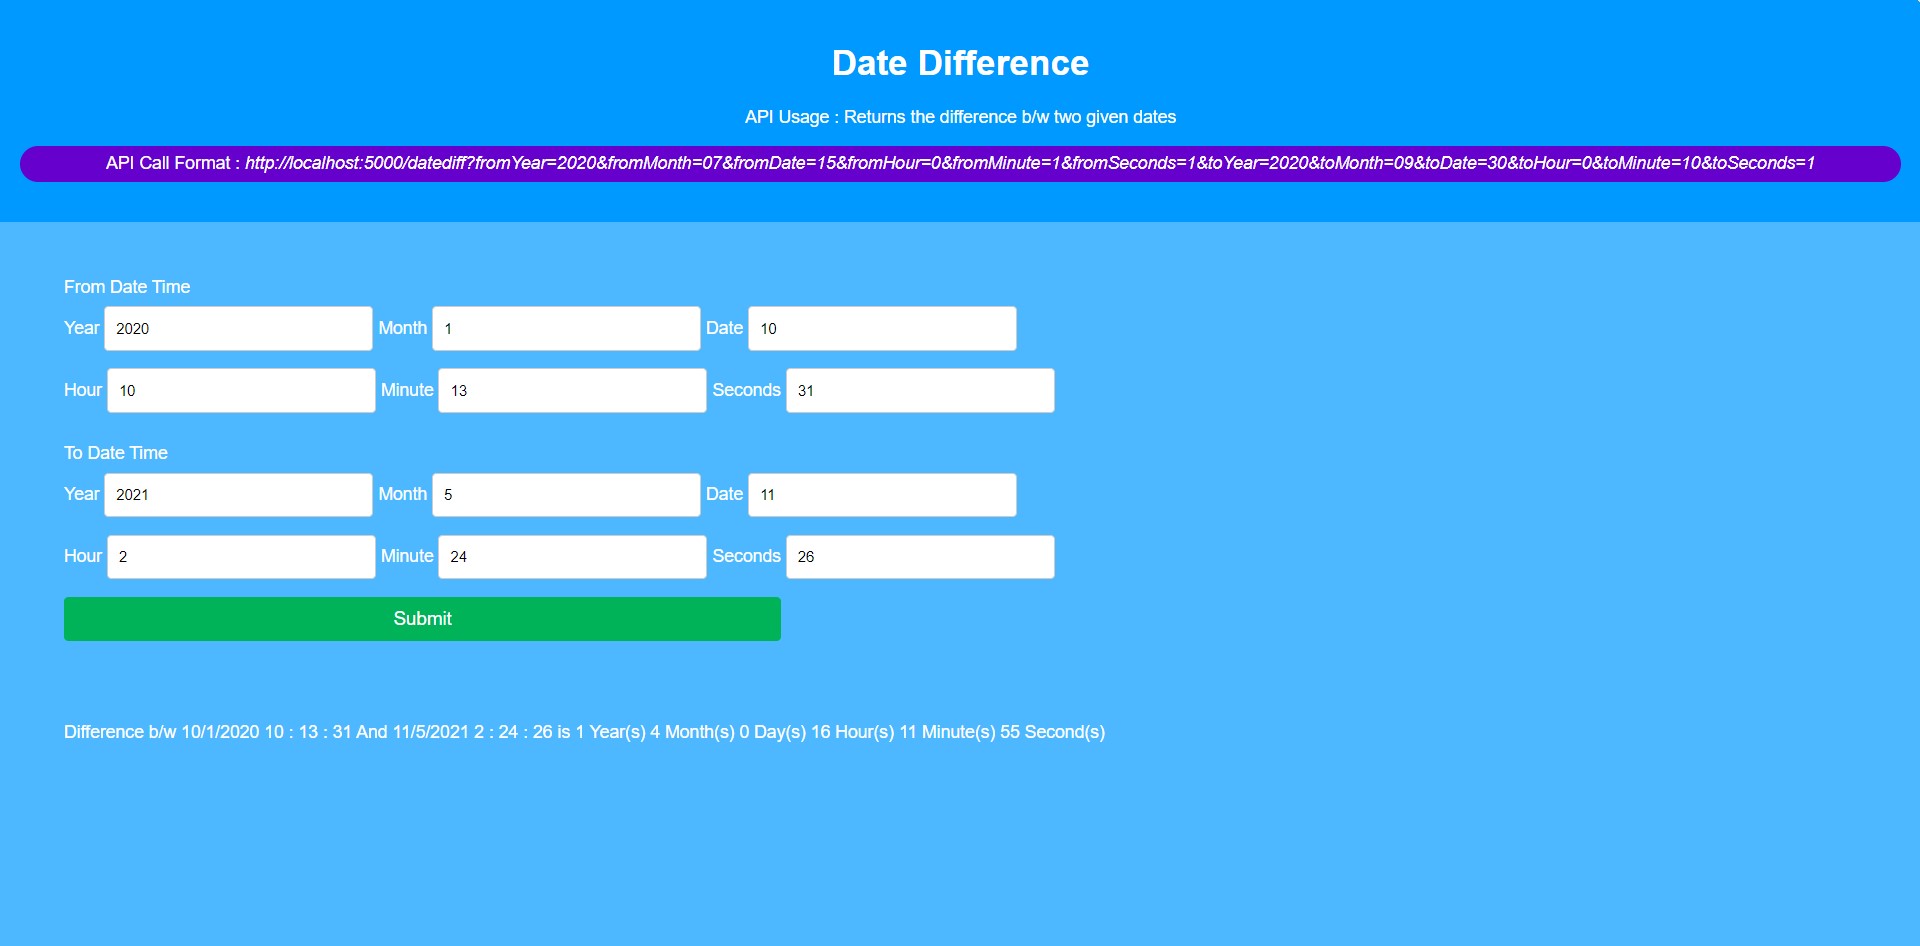 Date Difference
API Usage : Returns the difference b/w two given dates
API Call Format : http://localhost:5000/datediff?fromYear=2020&fromMonth=07&fromDate=15&fromHour=0&fromMinute=1&fromSeconds=1&toYear=2020&toMonth=09&toDate=30&toHour=0&toMinute=10&toSeconds=1
From Date Time
Year 2020 Month 1 Date 10
Hour 10 Minute 13 Seconds 31
To Date Time
Year 2021 Month 5 Date 11
Hour 2 Minute 24 Seconds 26
Submit
Difference b/w 10/1/2020 10 : 13 : 31 And 11/5/2021 2 : 24 : 26 is 1 Year(s) 4 Month(s) 0 Day(s) 16 Hour(s) 11 Minute(s) 55 Second(s)